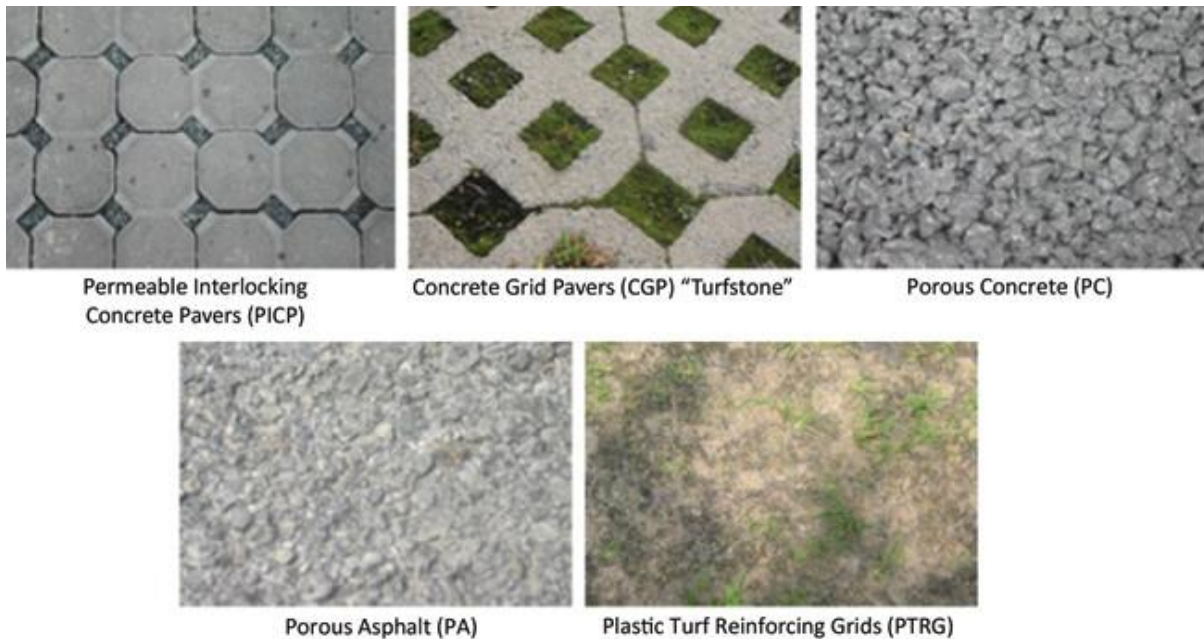 Permeable Interlocking
Concrete Pavers (PICP)
Concrete Grid Pavers (CGP) “Turfstone”
Porous Concrete (PC)
Porous Asphalt (PA)
Plastic Turf Reinforcing Grids (PTRG)